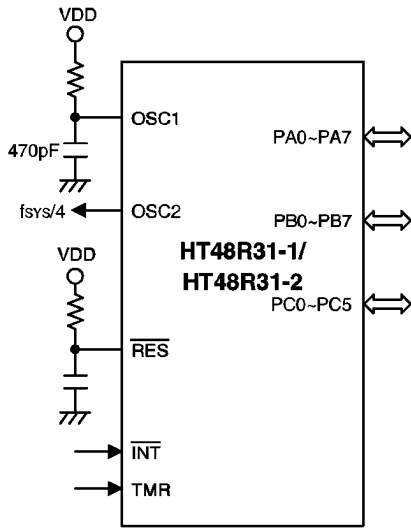 VDD
OSC1
470pF
PA0~PA7
fSYS/4
OSC2
PB0~PB7
VDD
HT48R31-1/
HT48R31-2
PC0~PC5
RES
INT
TMR